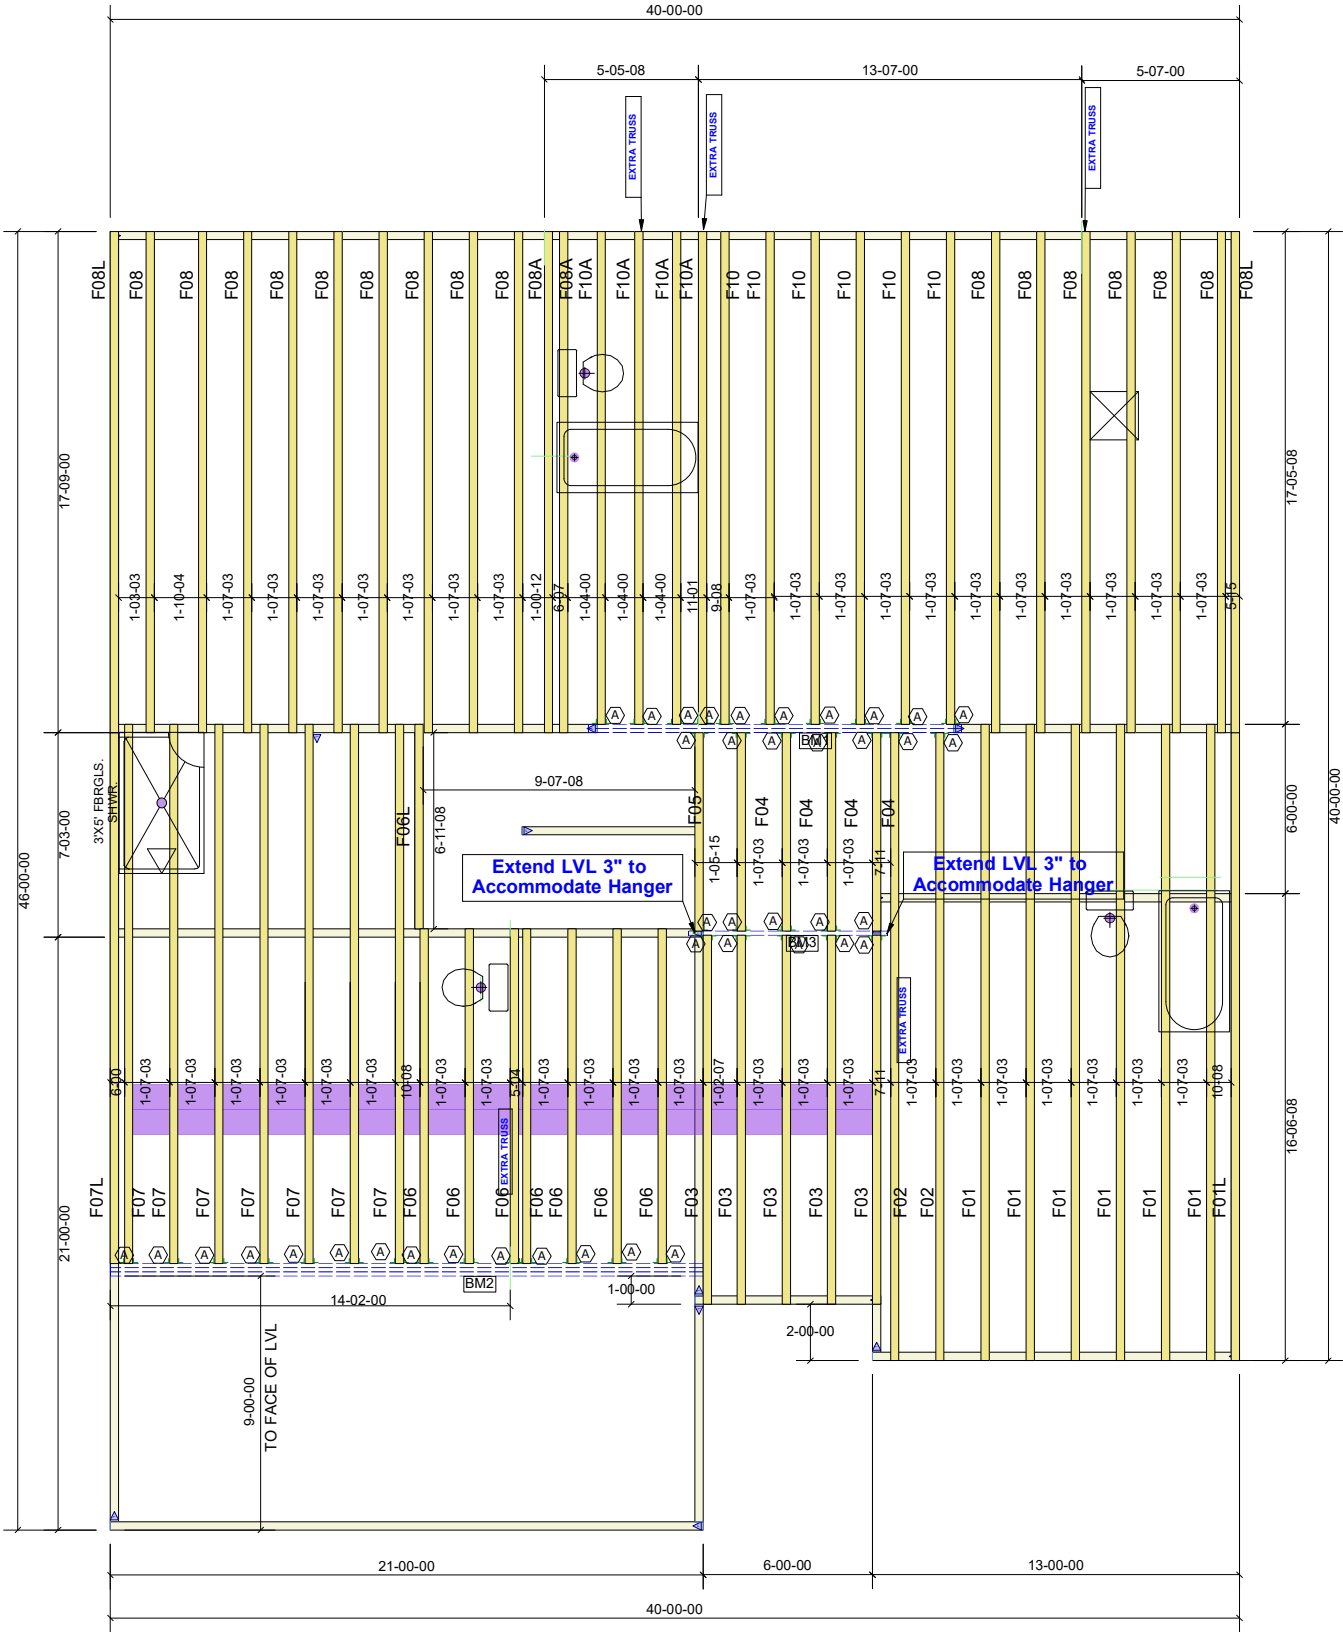 40-00-00
5-05-08
13-07-00
5-07-00
EXTRA TRUSS
EXTRA TRUSS
EXTRA TRUSS
F08L
F08
F08
F08
F08
F08
F08
F08
F08
F08
F08A
F08A
F10A
F10A
F10A
F10A
F10
F10
F10
F10
F10
F10
F08
F08
F08
F08
F08
F08
F08L
17-09-00
17-05-08
1-03-03
1-10-04
1-07-03
1-07-03
1-07-03
1-07-03
1-07-03
1-07-03
1-07-03
1-00-12
6-07
1-04-00
1-04-00
1-04-00
11-01
9-08
1-07-03
1-07-03
1-07-03
1-07-03
1-07-03
1-07-03
1-07-03
1-07-03
1-07-03
1-07-03
1-07-03
5-15
A
A
A
A
A
A
A
A
A
A
A
A
A
BM1
A
A
A
A
3'X5' FBRGLS.
SHWR.
9-07-08
F06L
6-11-08
F05
F04
F04
F04
F04
7-03-00
46-00-00
6-00-00
40-00-00
1-05-15
1-07-03
1-07-03
1-07-03
7-11
Extend LVL 3" to
Accommodate Hanger
Extend LVL 3" to
Accommodate Hanger
A
A
A
A
A
A
A
BM3
A
A
A
EXTRA TRUSS
6-00
1-07-03
1-07-03
1-07-03
1-07-03
1-07-03
1-07-03
10-08
1-07-03
1-07-03
5-04
1-07-03
1-07-03
1-07-03
1-07-03
1-02-07
1-07-03
1-07-03
1-07-03
7-11
1-07-03
1-07-03
1-07-03
1-07-03
1-07-03
1-07-03
1-07-03
10-08
16-06-08
EXTRA TRUSS
F07L
F07
F07
F07
F07
F07
F07
F07
F06
F06
F06
F06
F06
F06
F06
F03
F03
F03
F03
F03
F02
F02
F01
F01
F01
F01
F01
F01
F01L
21-00-00
A
A
A
A
A
A
A
A
A
A
A
A
A
A
BM2
14-02-00
1-00-00
2-00-00
9-00-00
TO FACE OF LVL
21-00-00
6-00-00
13-00-00
40-00-00